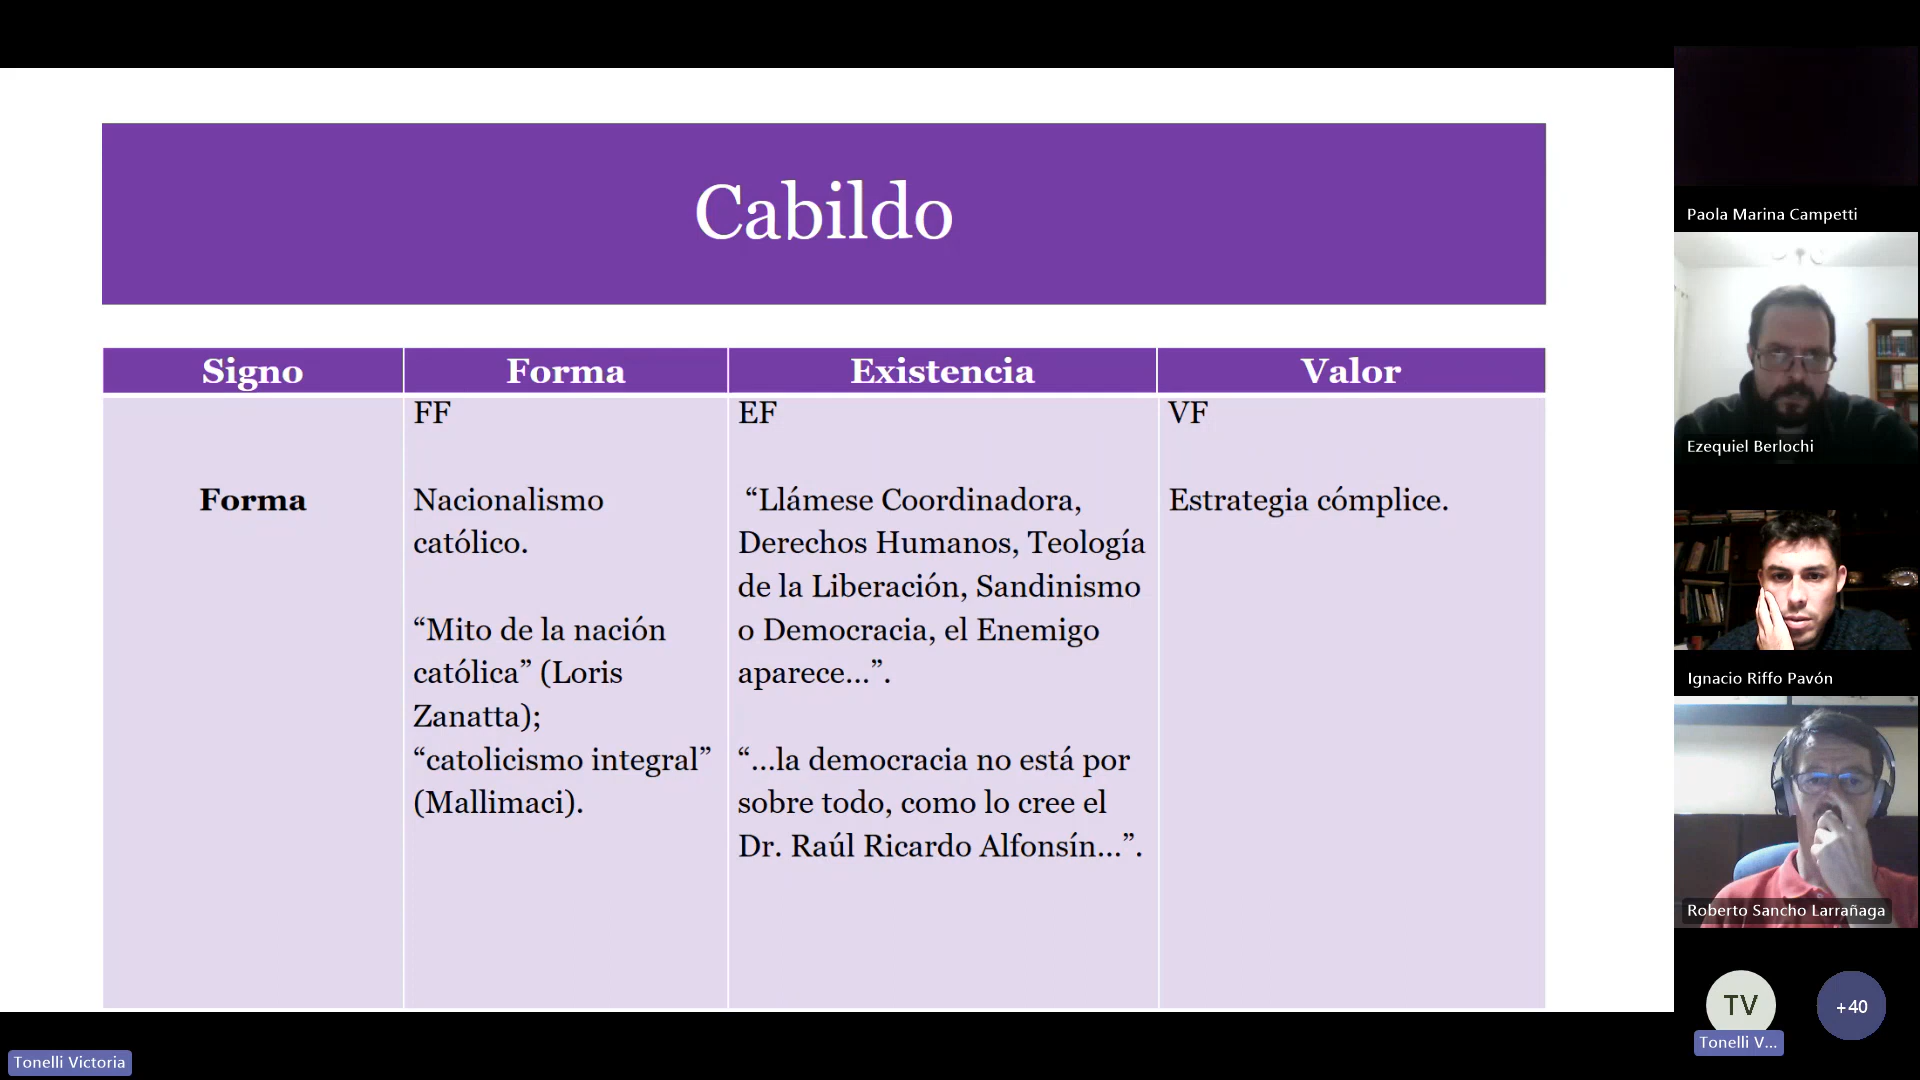 Cabildo
Signo
Forma
Existencia
Valor
Forma
FF
Nacionalismo
católico.
“Mito de la nación
católica” (Loris
Zanatta);
“catolicismo integral”
(Mallimaci).
EF
“Llámese Coordinadora,
Derechos Humanos, Teología
de la Liberación, Sandinismo
o Democracia, el Enemigo
aparece…”.
“…la democracia no está por
sobre todo, como lo cree el
Dr. Raúl Ricardo Alfonsín…”.
VF
Estrategia cómplice.
Paola Marina Campetti
Ezequiel Berlochi
Ignacio Riffo Pavón
Roberto Sancho Larrañaga
TV
Tonelli V...
+40
Tonelli Victoria